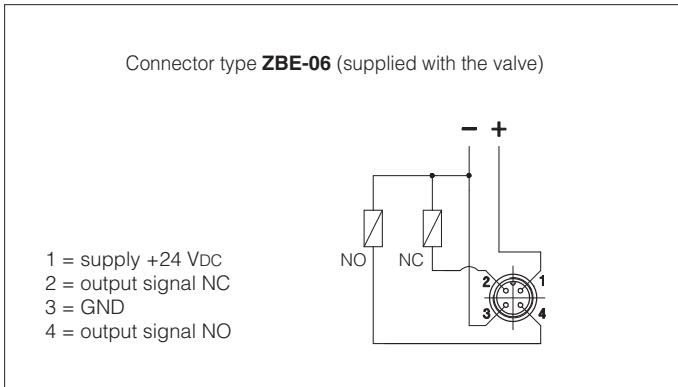 Connector type ZBE-06 (supplied with the valve)
− +
NO NC
2 1
3 4
1 = supply +24 VDC
2 = output signal NC
3 = GND
4 = output signal NO